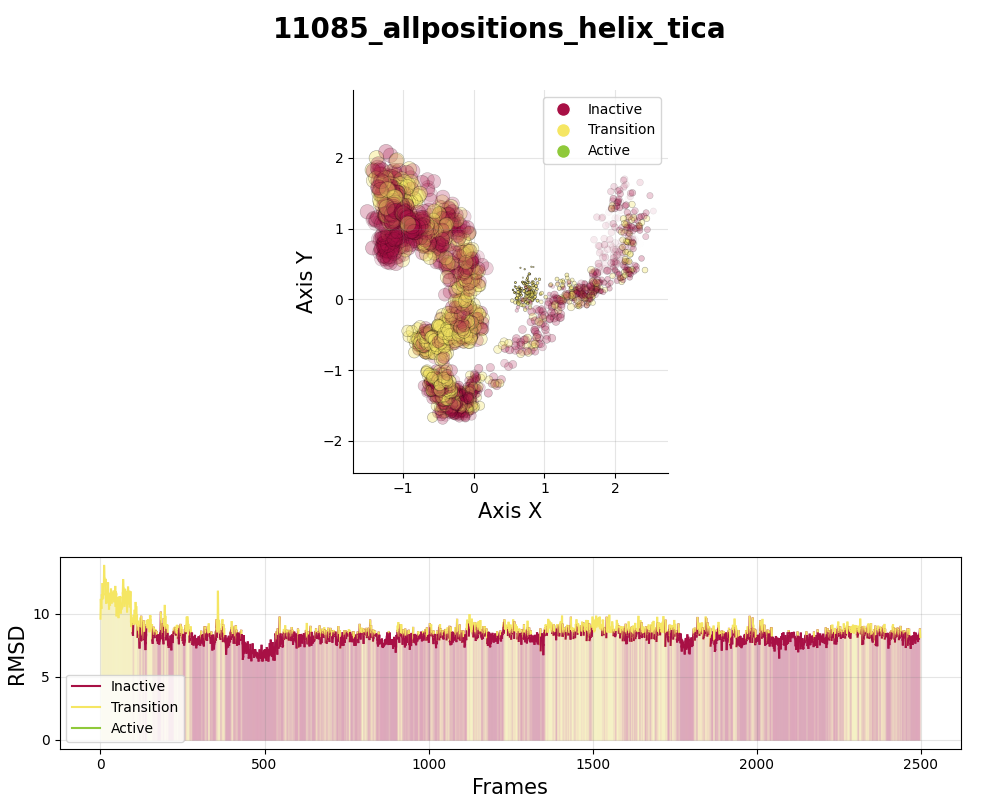 11085_allpositions_helix_tica
Inactive
Transition
Active
Axis Y
2
1
0
−1
−2
−1 0 1 2
Axis X
RMSD
10
5
0
Inactive
Transition
Active
0 500 1000 1500 2000 2500
Frames